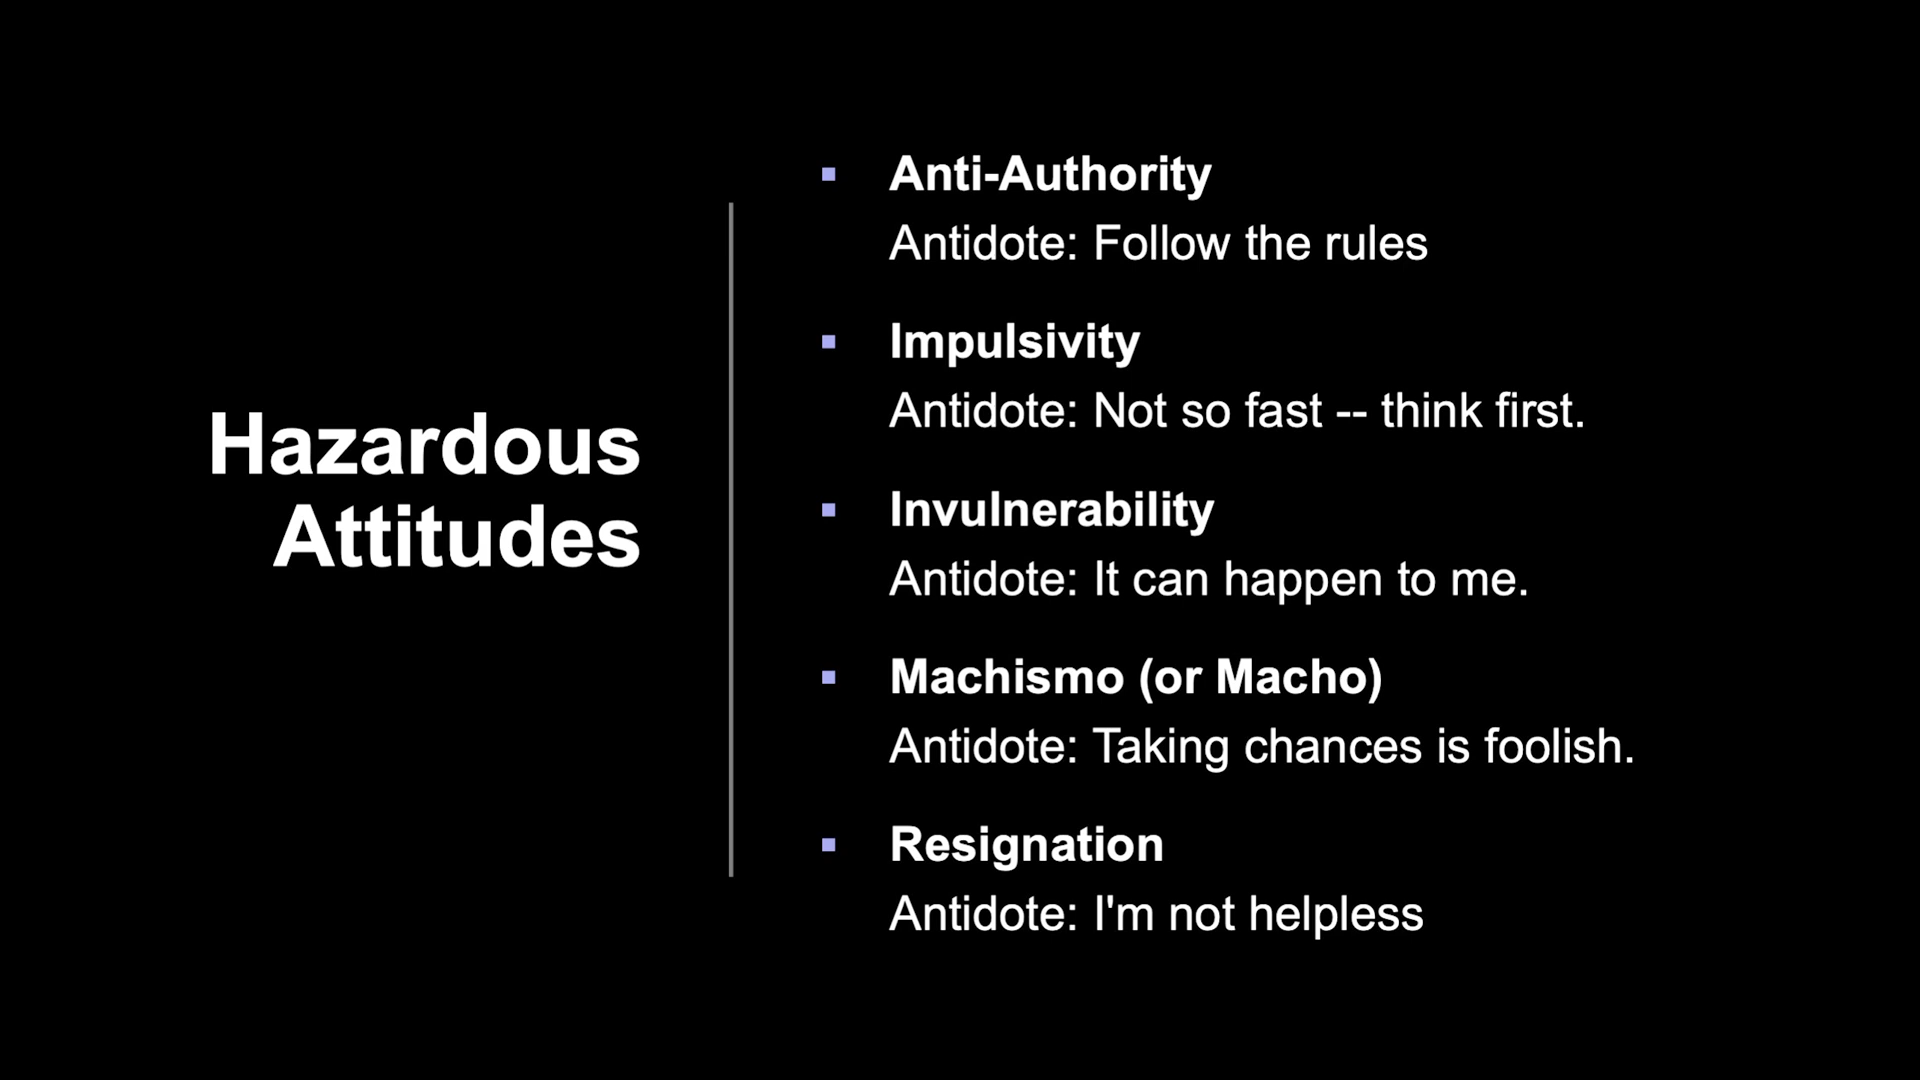 Hazardous
Attitudes
Anti-Authority
Antidote: Follow the rules
Impulsivity
Antidote: Not so fast -- think first.
Invulnerability
Antidote: It can happen to me.
Machismo (or Macho)
Antidote: Taking chances is foolish.
Resignation
Antidote: I'm not helpless